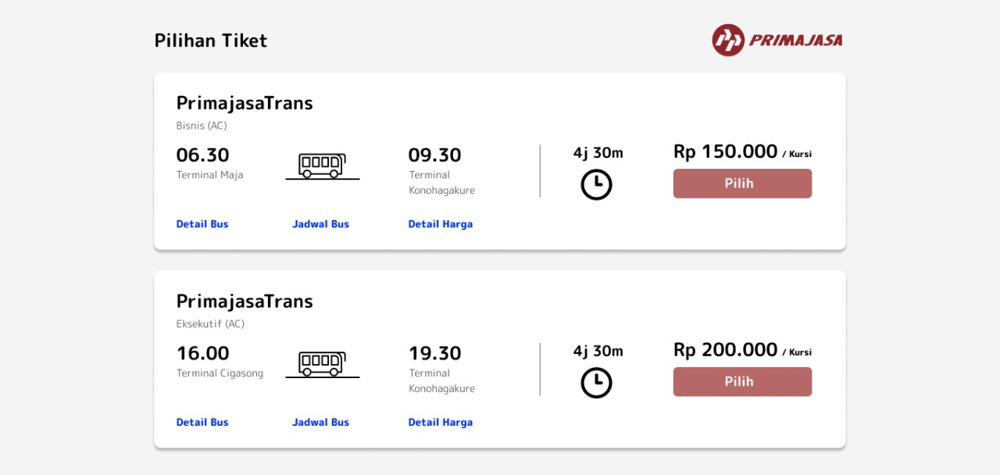 Pilihan Tiket
PRIMAJASA
PrimajasaTrans
Bisnis (AC)
06.30
09.30
4j 30m
Rp 150.000 / Kursi
Terminal Maja
Terminal
Konohagakure
Pilih
Detail Bus
Jadwal Bus
Detail Harga
PrimajasaTrans
Eksekutif (AC)
16.00
19.30
4j 30m
Rp 200.000 / Kursi
Terminal Cigasong
Terminal
Konohagakure
Pilih
Detail Bus
Jadwal Bus
Detail Harga